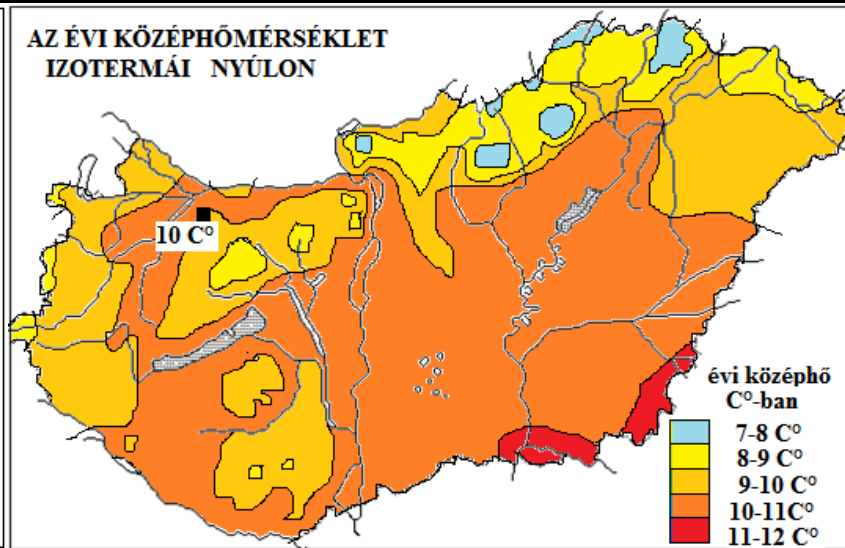 AZ ÉVI KÖZÉPHŐMÉRSÉKLET
IZOTERMÁI NYÚLON
10 C°
évi középhő
C°-ban
7-8 C°
8-9 C°
9-10 C°
10-11C°
11-12 C°